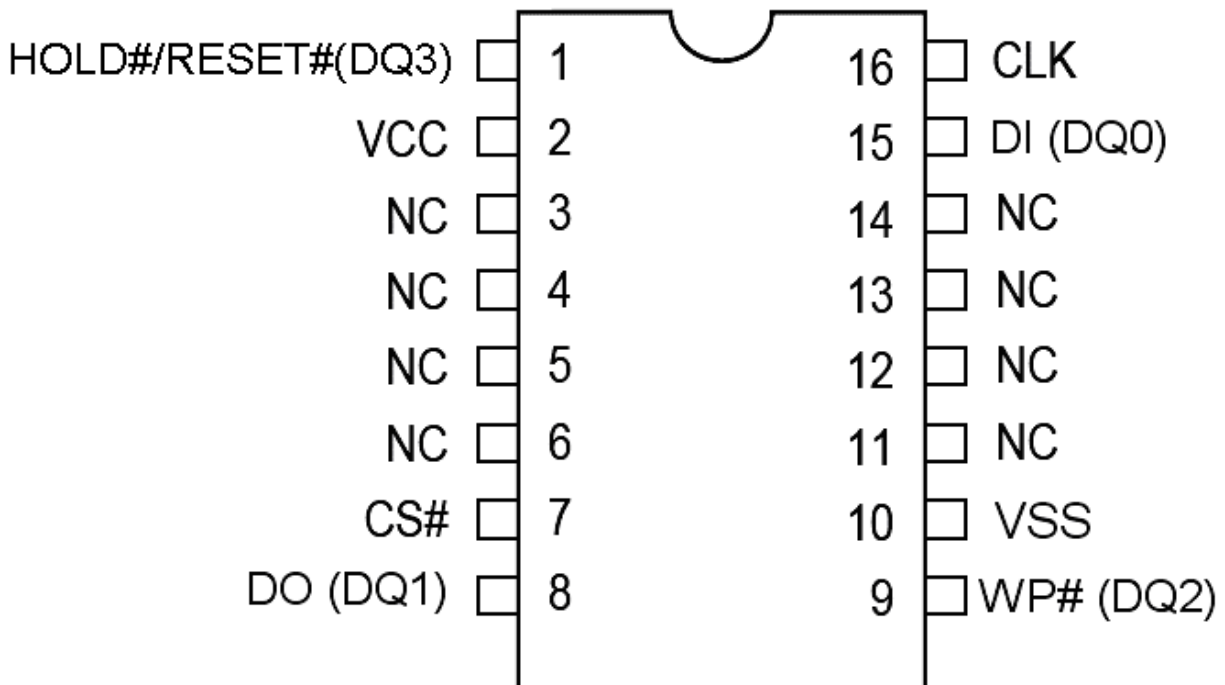 HOLD#/RESET#(DQ3) 1 16 CLK
VCC 2 15 DI (DQ0)
NC 3 14 NC
NC 4 13 NC
NC 5 12 NC
NC 6 11 NC
CS# 7 10 VSS
DO (DQ1) 8 9 WP# (DQ2)